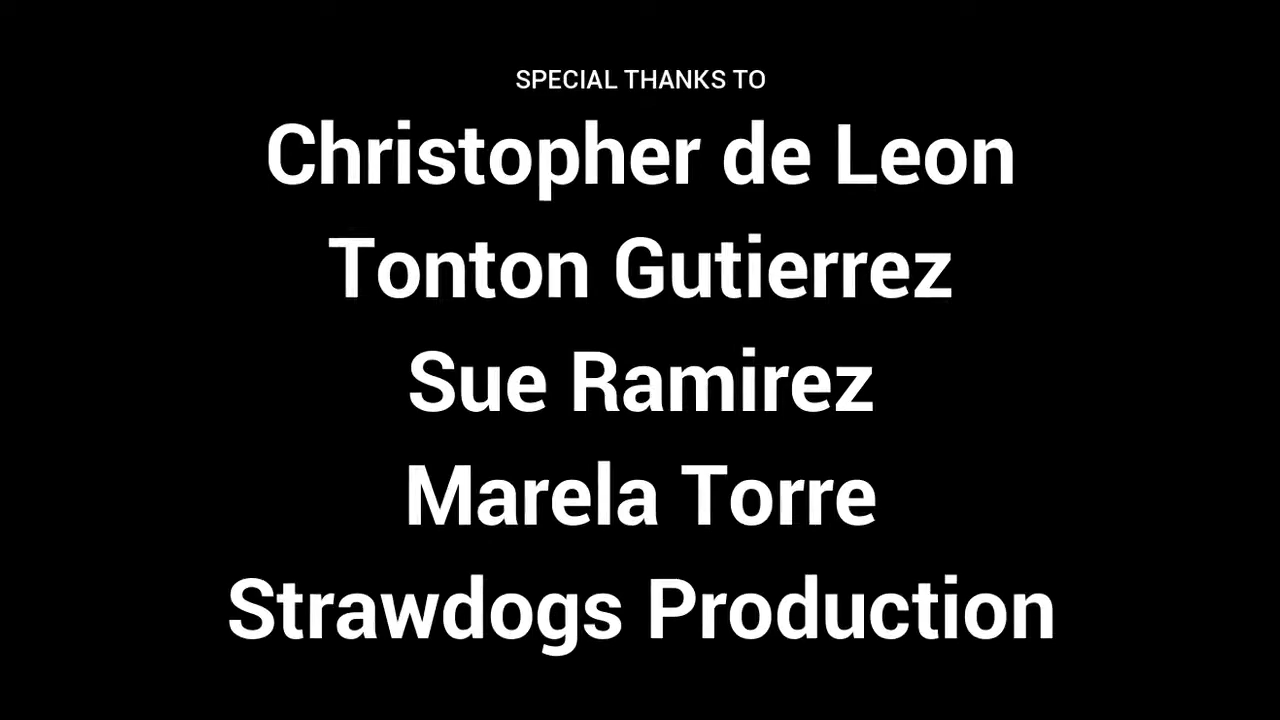 SPECIAL THANKS TO
Christopher de Leon
Tonton Gutierrez
Sue Ramirez
Marela Torre
Strawdogs Production